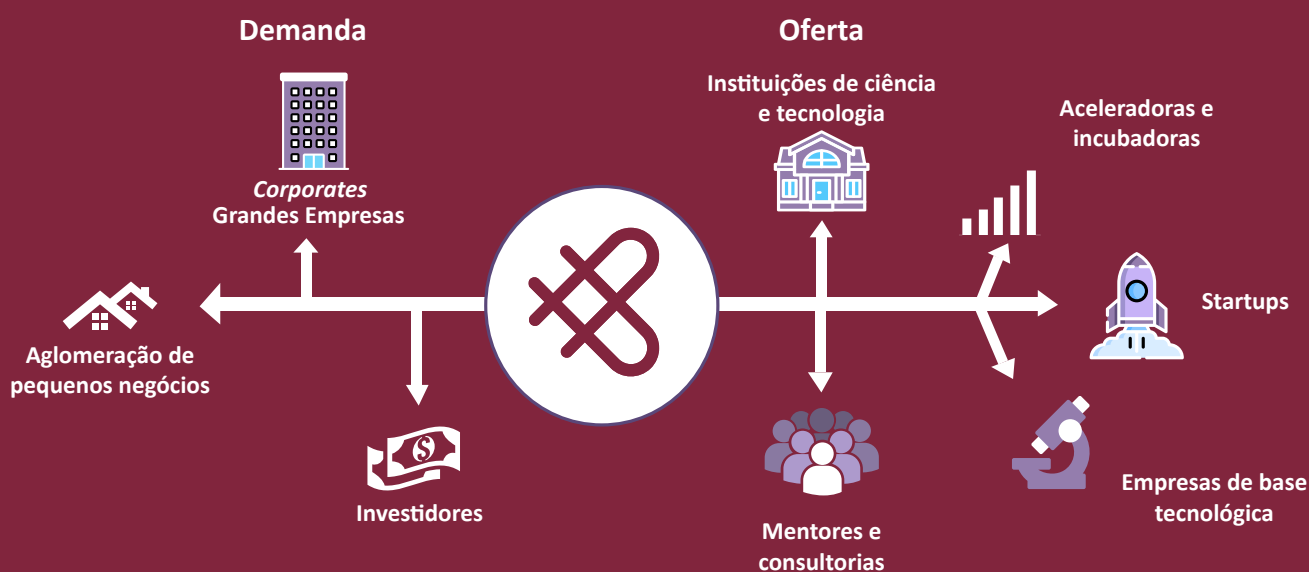 Demanda
Corporates
Grandes Empresas
Aglomeração de
pequenos negócios
Investidores
Oferta
Instituições de ciência
e tecnologia
Aceleradoras e
incubadoras
Startups
Empresas de base
tecnológica
Mentores e
consultorias